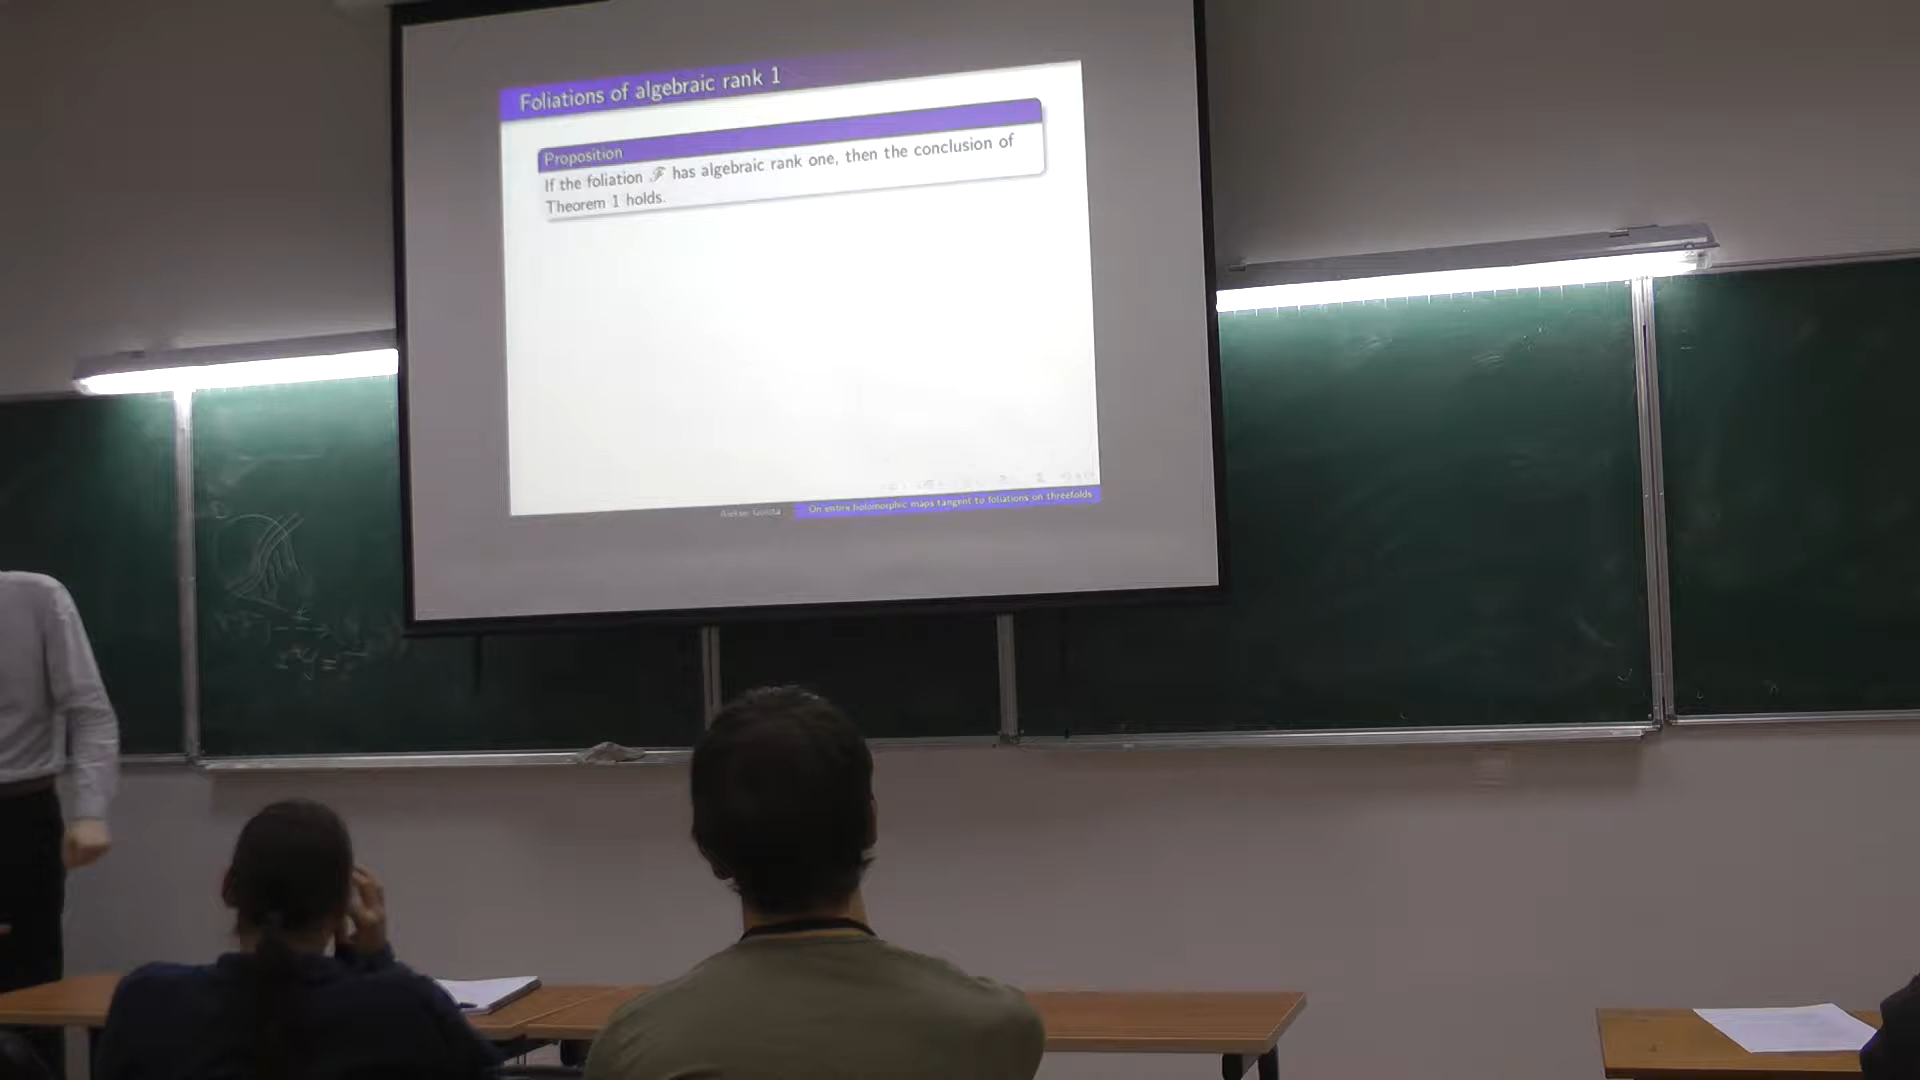 Foliations of algebraic rank 1
Proposition
If the foliation ℱ has algebraic rank one, then the conclusion of
Theorem 1 holds.
On entire holomorphic maps tangent to foliations on threefolds